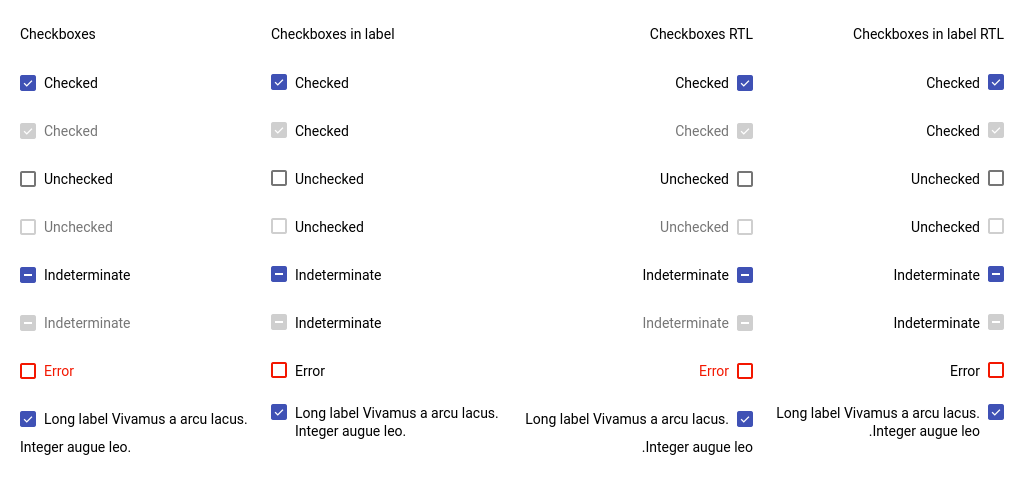 Checkboxes
Checked
Checked
Unchecked
Unchecked
Indeterminate
Indeterminate
Error
Long label Vivamus a arcu lacus.
Integer augue leo.
Checkboxes in label
Checked
Checked
Unchecked
Unchecked
Indeterminate
Indeterminate
Error
Long label Vivamus a arcu lacus.
Integer augue leo.
Checkboxes RTL
Checked
Checked
Unchecked
Unchecked
Indeterminate
Indeterminate
Error
Long label Vivamus a arcu lacus.
.Integer augue leo
Checkboxes in label RTL
Checked
Checked
Unchecked
Unchecked
Indeterminate
Indeterminate
Error
Long label Vivamus a arcu lacus.
.Integer augue leo